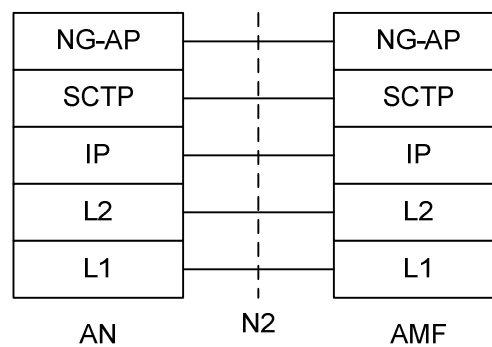 NG-AP NG-AP
SCTP SCTP
IP IP
L2 L2
L1 L1
AN N2 AMF